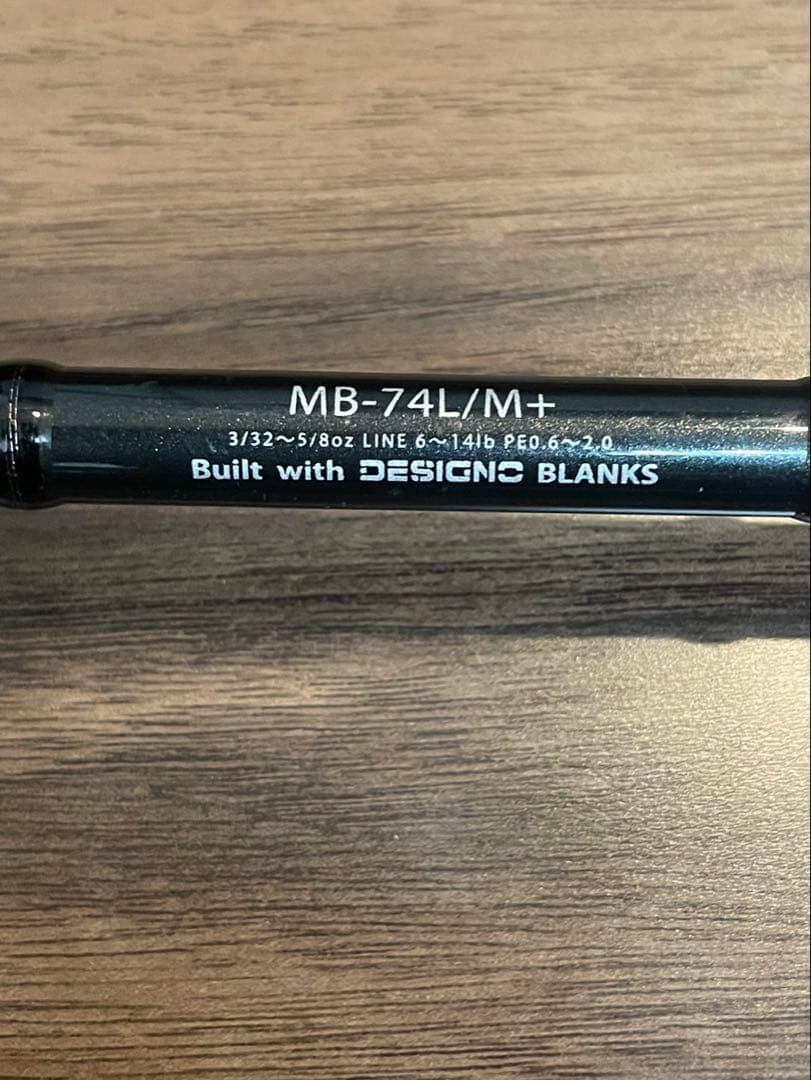 MB-74L/M+
3/32～5/8oz LINE 6～14lb PE0.6～2.0
Built with DESIGNO BLANKS